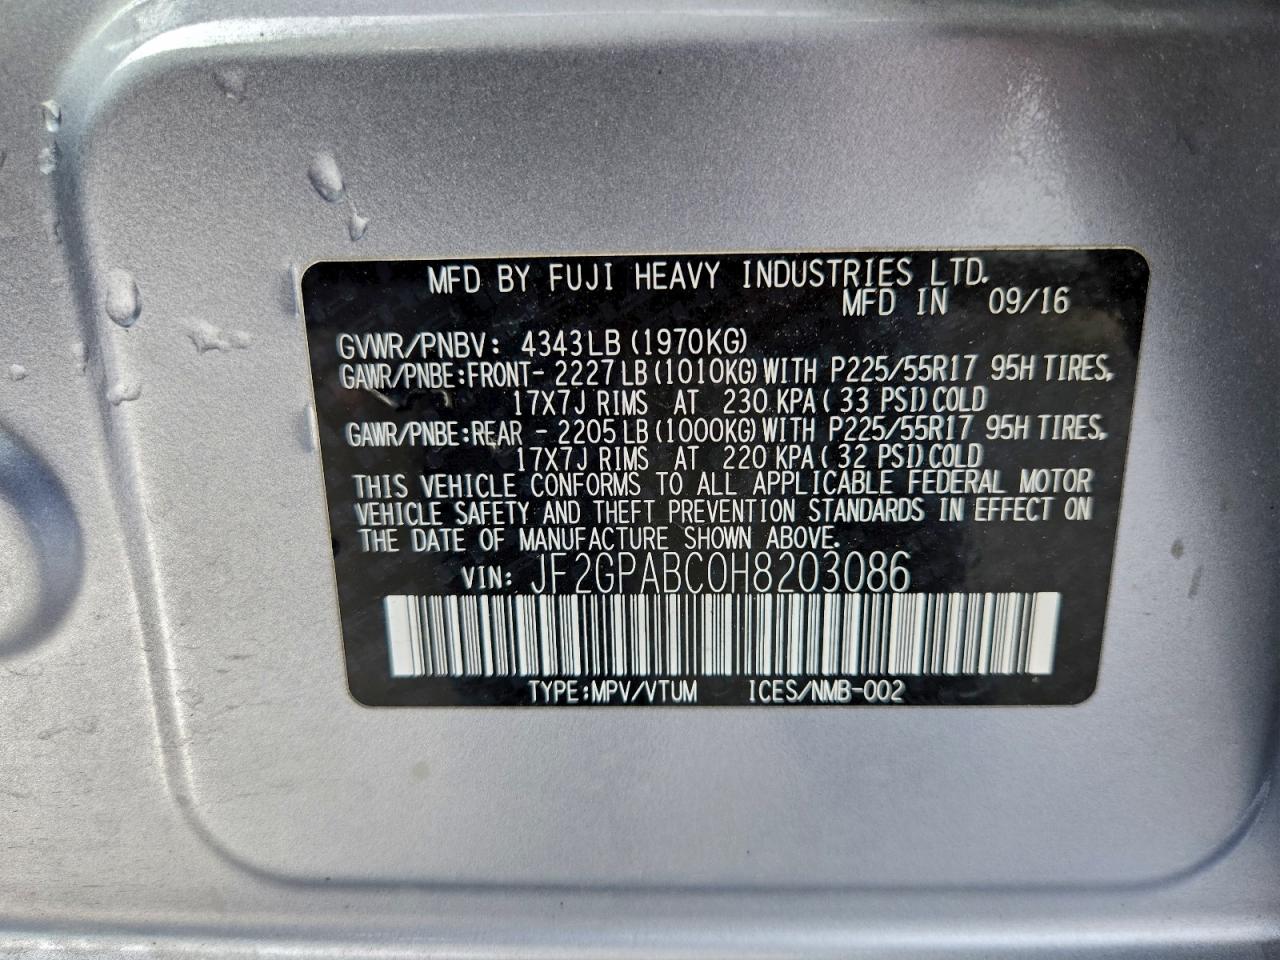 MFD BY FUJI HEAVY INDUSTRIES LTD.
MFD IN 09/16
GVWR/PNBV: 4343LB (1970KG)
GAWR/PNBE:FRONT- 2227LB (1010KG) WITH P225/55R17 95H TIRES,
17X7J RIMS AT 230 KPA( 33 PSI) COLD
GAWR/PNBE:REAR - 2205LB (1000KG) WITH P225/55R17 95H TIRES,
17X7J RIMS AT 220 KPA( 32 PSI) COLD
THIS VEHICLE CONFORMS TO ALL APPLICABLE FEDERAL MOTOR
VEHICLE SAFETY AND THEFT PREVENTION STANDARDS IN EFFECT ON
THE DATE OF MANUFACTURE SHOWN ABOVE.
VIN: JF2GPABC0H8203086
TYPE:MPV/VTUM ICES/NMB-002